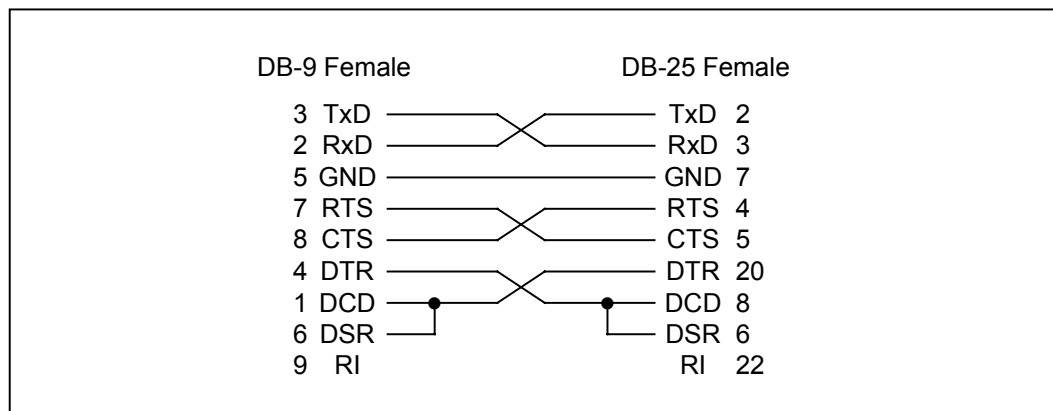 DB-9 Female DB-25 Female
3 TxD TxD 2
2 RxD RxD 3
5 GND GND 7
7 RTS RTS 4
8 CTS CTS 5
4 DTR DTR 20
1 DCD DCD 8
6 DSR DSR 6
9 RI RI 22